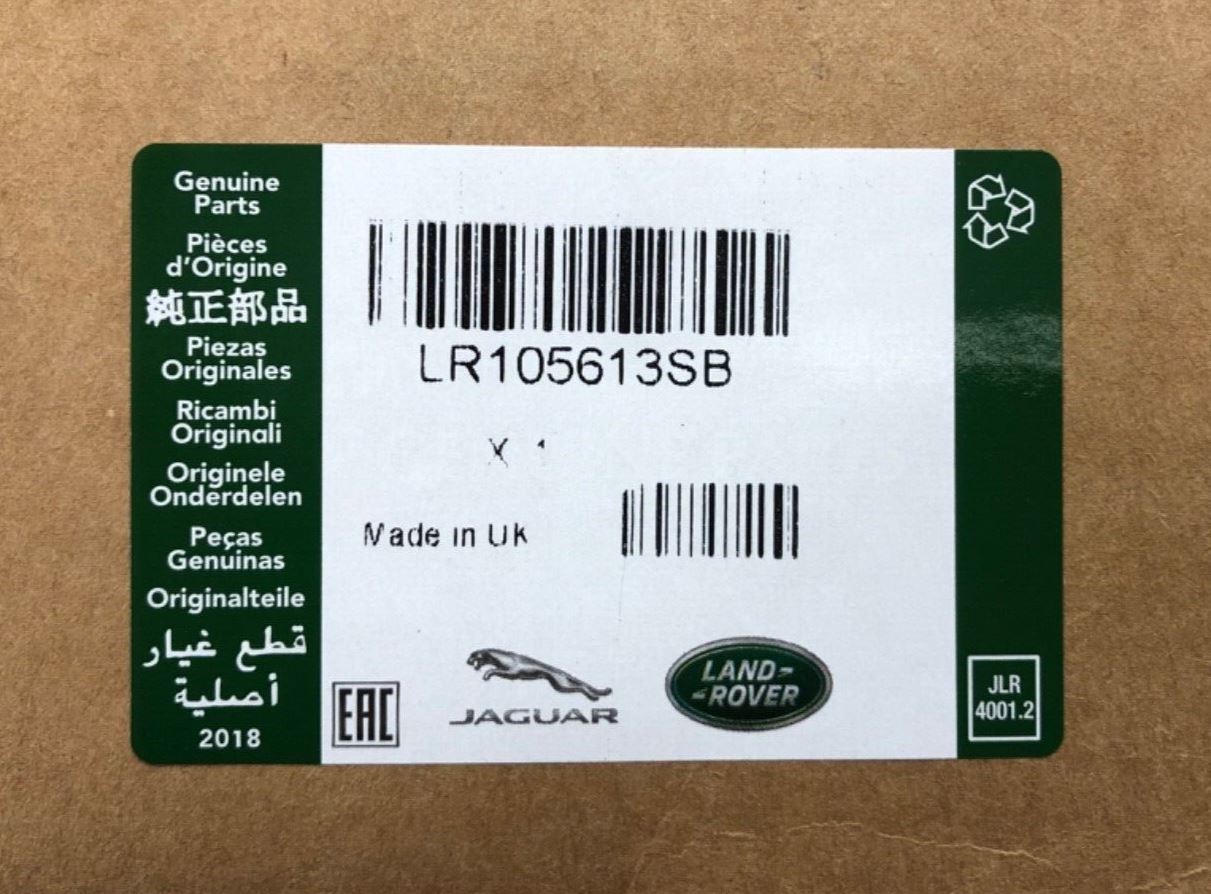 Genuine
Parts
Pièces
d'Origine
純正部品
Piezas
Originales
Ricambi
Originali
Originele
Onderdelen
Peças
Genuinas
Originalteile
قطع غيار
أصلية
2018
LR105613SB
X 1
Made in UK
EAC
JAGUAR
LAND-
-ROVER
JLR
4001.2